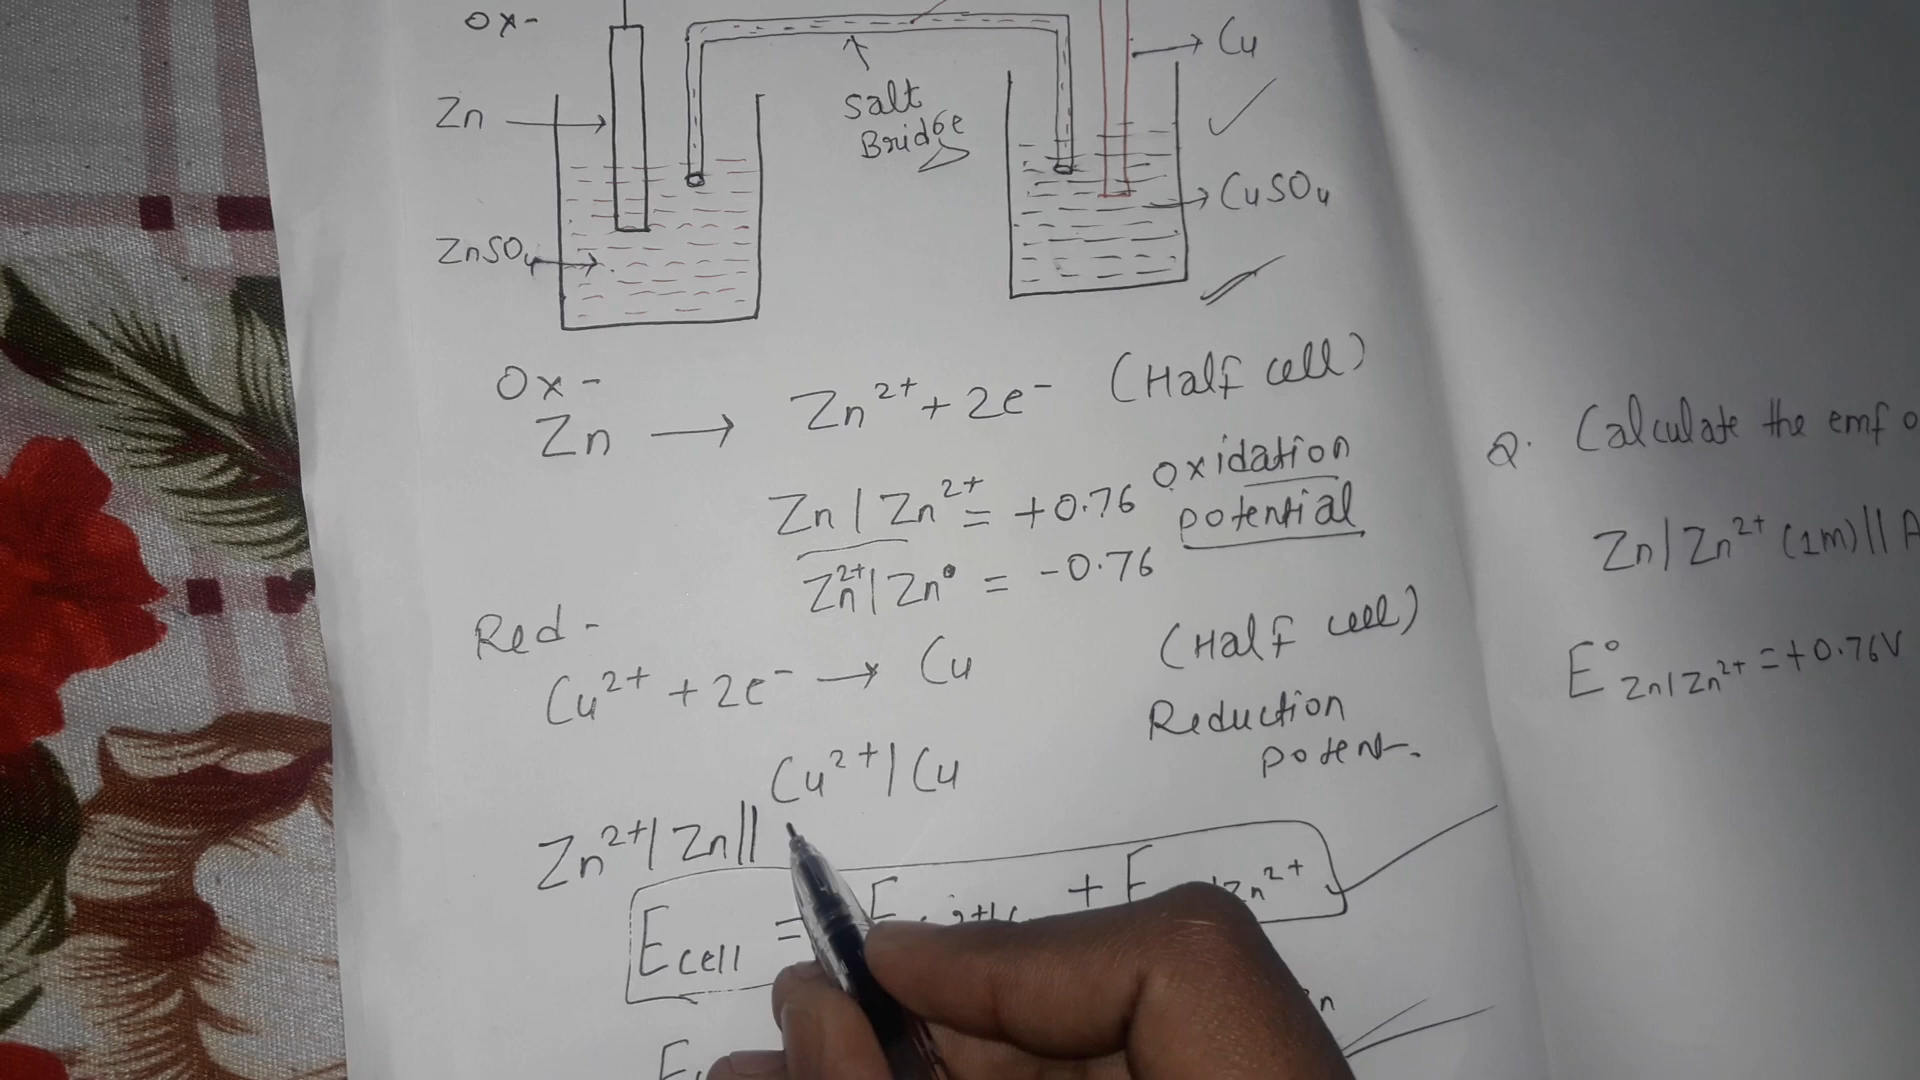 Ox-
Cu
Zn
Salt
Bridge
CuSO4
ZnSO4
Ox-
Zn → Zn2+ + 2e- (Half cell)
Zn | Zn2+ = +0.76 oxidation
potential
Zn2+ | Zn = -0.76
Red -
Cu2+ + 2e- → Cu (Half cell)
Reduction
potent.
Cu2+ | Cu
Zn2+ | Zn ||
Ecell =
+
Zn2+
Q. Calculate the emf
Zn | Zn2+ (1m) ||
E° Zn | Zn2+ = +0.76V